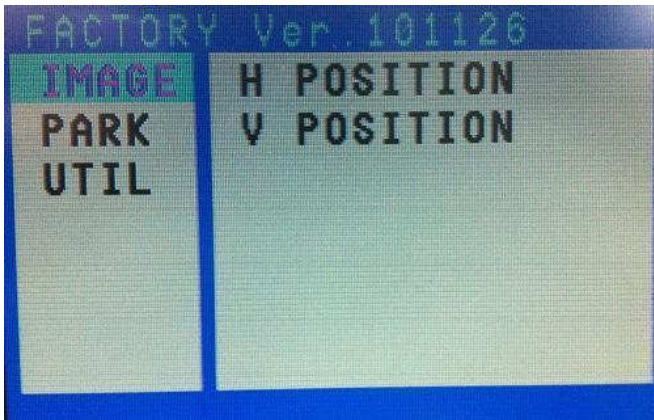 FACTORY Ver..101126
IMAGE H POSITION
PARK V POSITION
UTIL